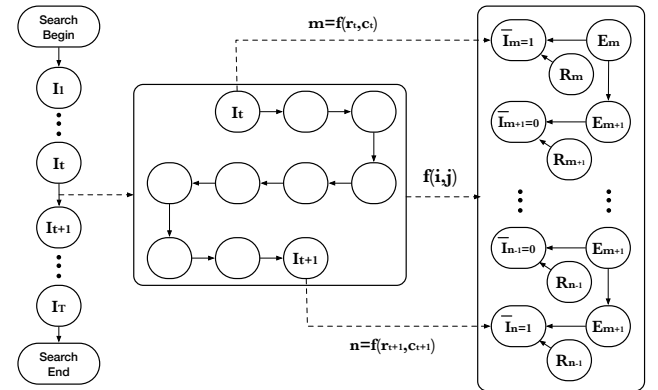 Search
Begin
I1
It
It+1
IT
Search
End
m=f(rt,ct)
It
It+1
n=f(rt+1,ct+1)
f(i,j)
Im=1
Em
Rm
Im+1=0
Em+1
Rm+1
In-1=0
Em+1
Rn-1
In=1
Em+1
Rn-1